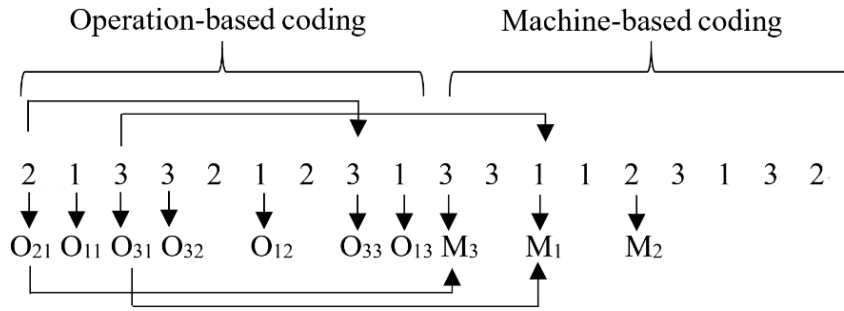 Operation-based coding Machine-based coding
2 1 3 3 2 1 2 3 1 3 3 1 1 2 3 1 3 2
O₂₁ O₁₁ O₃₁ O₃₂ O₁₂ O₃₃ O₁₃ M₃ M₁ M₂